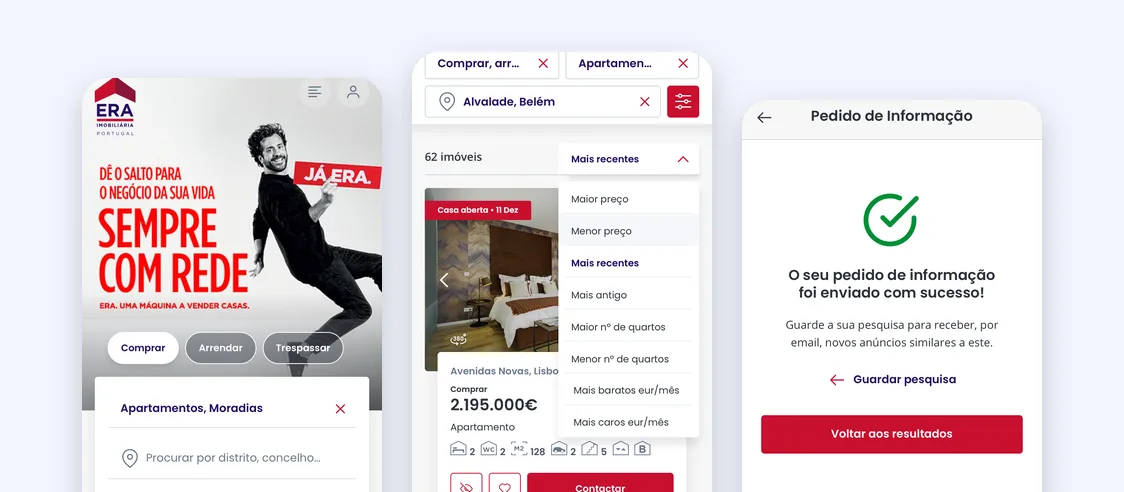 ERA
IMOBILIÁRIA
PORTUGAL
DÊ O SALTO PARA
O NEGÓCIO DA SUA VIDA
JÁ ERA.
SEMPRE
COM REDE
ERA. UMA MÁQUINA A VENDER CASAS.
Comprar
Arrendar
Trespassar
Apartamentos, Moradias
Procurar por distrito, concelho...
Comprar, arr...
Apartamen...
Alvalade, Belém
62 imóveis
Mais recentes
Maior preço
Menor preço
Mais recentes
Mais antigo
Maior nº de quartos
Menor nº de quartos
Mais baratos eur/mês
Mais caros eur/mês
Casa aberta • 11 Dez
360
Avenidas Novas, Lisbo
Comprar
2.195.000€
Apartamento
2 WC 2 M2 128 2 5 B
Contactar
Pedido de Informação
O seu pedido de informação
foi enviado com sucesso!
Guarde a sua pesquisa para receber, por
email, novos anúncios similares a este.
Guardar pesquisa
Voltar aos resultados